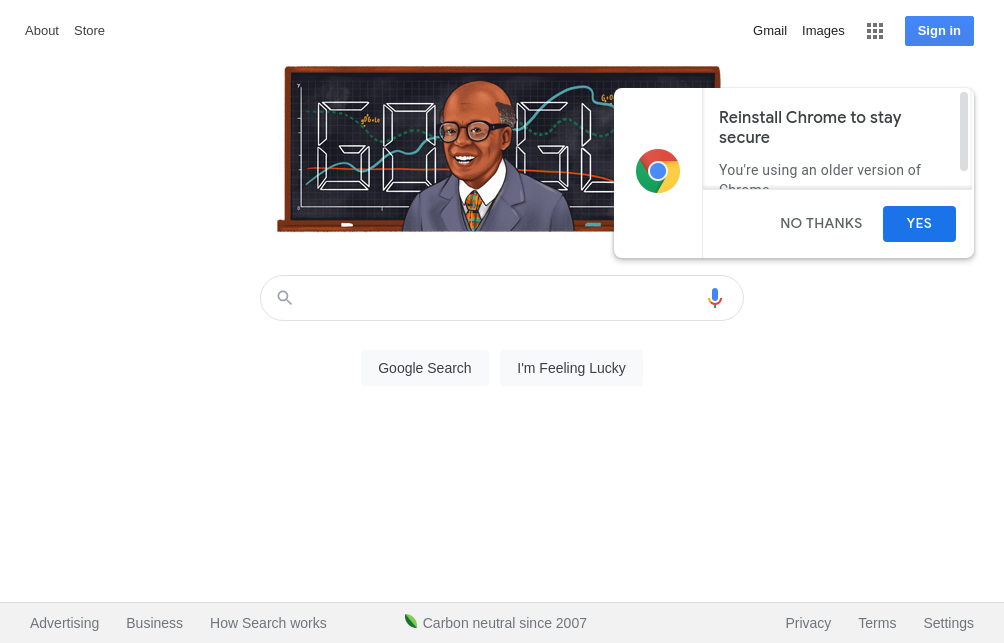 About Store
Gmail Images Sign in
Reinstall Chrome to stay
secure
You're using an older version of
Chrome
NO THANKS YES
Google Search I'm Feeling Lucky
Advertising Business How Search works Carbon neutral since 2007 Privacy Terms Settings